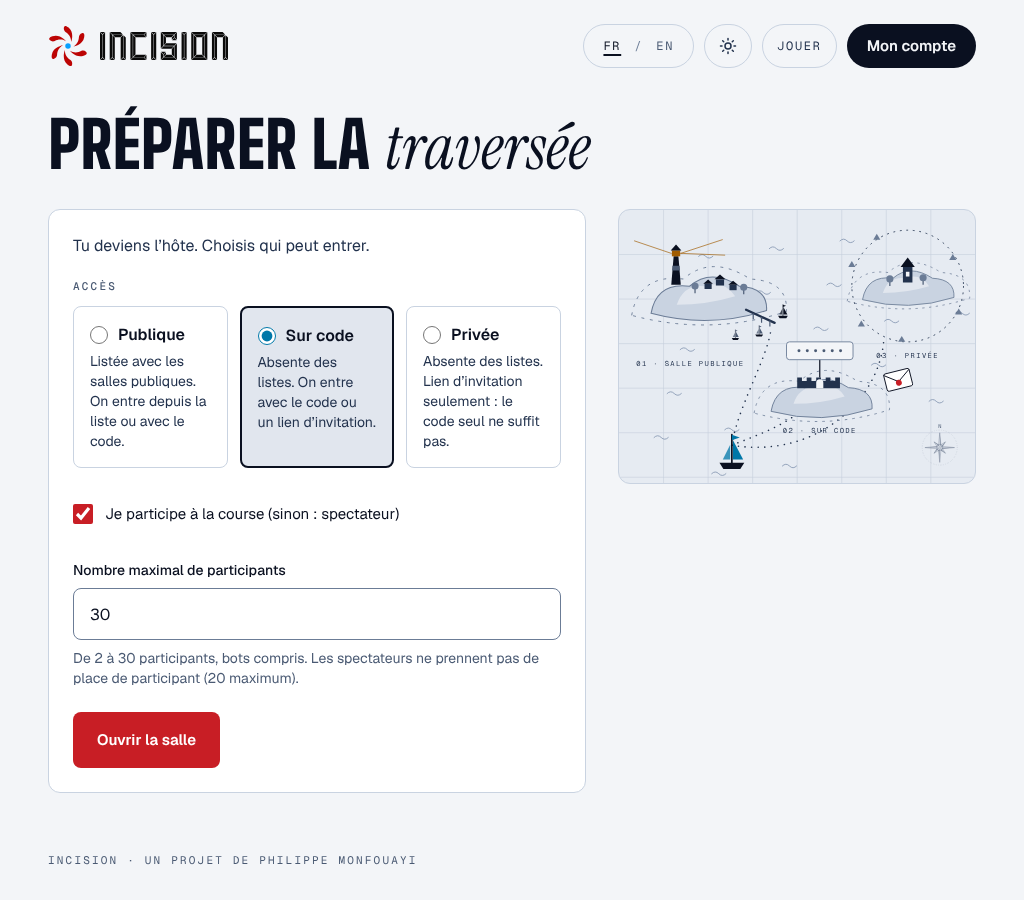 INCISION
FR / EN
JOUER
Mon compte
PRÉPARER LA traversée
Tu deviens l’hôte. Choisis qui peut entrer.
ACCÈS
Publique
Listée avec les
salles publiques.
On entre depuis la
liste ou avec le
code.
Sur code
Absente des
listes. On entre
avec le code ou
un lien d’invitation.
Privée
Absente des listes.
Lien d’invitation
seulement : le
code seul ne suffit
pas.
Je participe à la course (sinon : spectateur)
Nombre maximal de participants
30
De 2 à 30 participants, bots compris. Les spectateurs ne prennent pas de
place de participant (20 maximum).
Ouvrir la salle
01 · SALLE PUBLIQUE
03 · PRIVÉE
02 · SUR CODE
N
INCISION · UN PROJET DE PHILIPPE MONFOUAYI